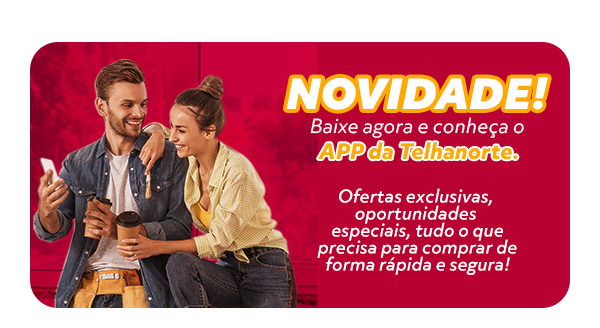 NOVIDADE!
Baixe agora e conheça o
APP da Telhanorte.
Ofertas exclusivas,
oportunidades
especiais, tudo o que
precisa para comprar de
forma rápida e segura!